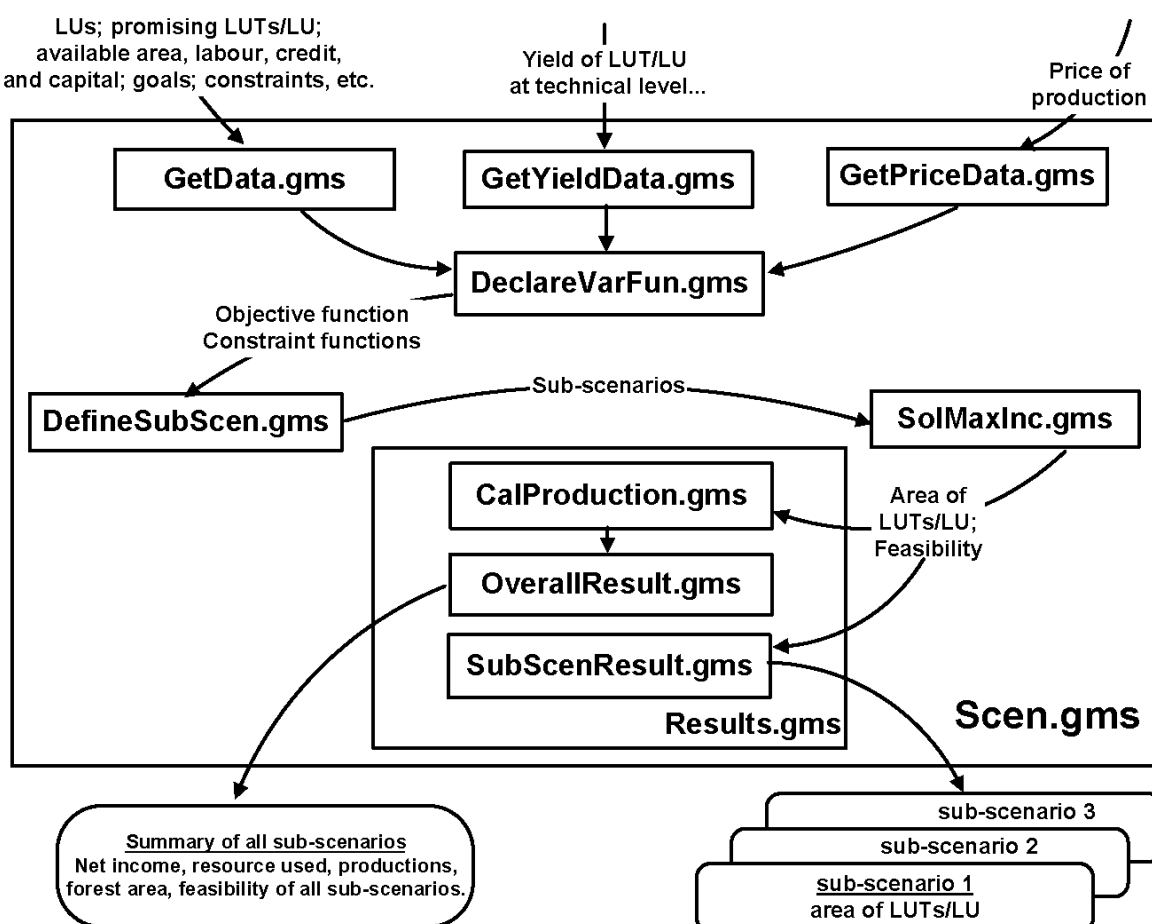 LUs; promising LUTs/LU;
available area, labour, credit,
and capital; goals; constraints, etc.
Yield of LUT/LU
at technical level...
Price of
production
GetData.gms
GetYieldData.gms
GetPriceData.gms
DeclareVarFun.gms
Objective function
Constraint functions
Sub-scenarios
DefineSubScen.gms
SolMaxInc.gms
CalProduction.gms
Area of
LUTs/LU;
Feasibility
OverallResult.gms
SubScenResult.gms
Results.gms
Scen.gms
Summary of all sub-scenarios
Net income, resource used, productions,
forest area, feasibility of all sub-scenarios.
sub-scenario 3
sub-scenario 2
sub-scenario 1
area of LUTs/LU